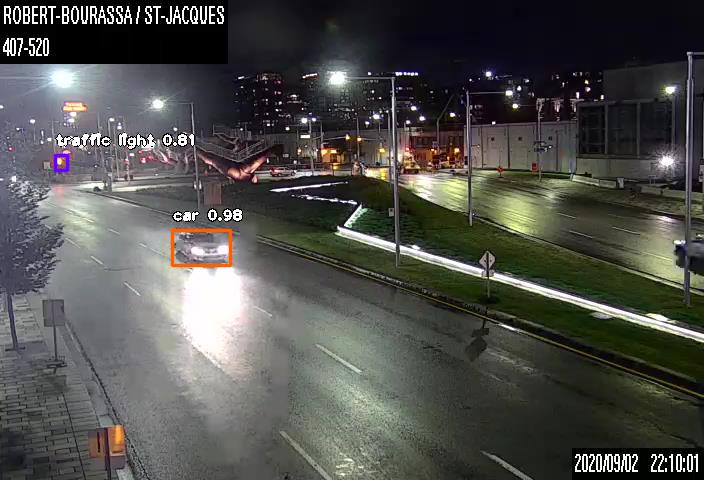 ROBERT-BOURASSA / ST-JACQUES
407-520
traffic light 0.81
car 0.98
2020/09/02 22:10:01